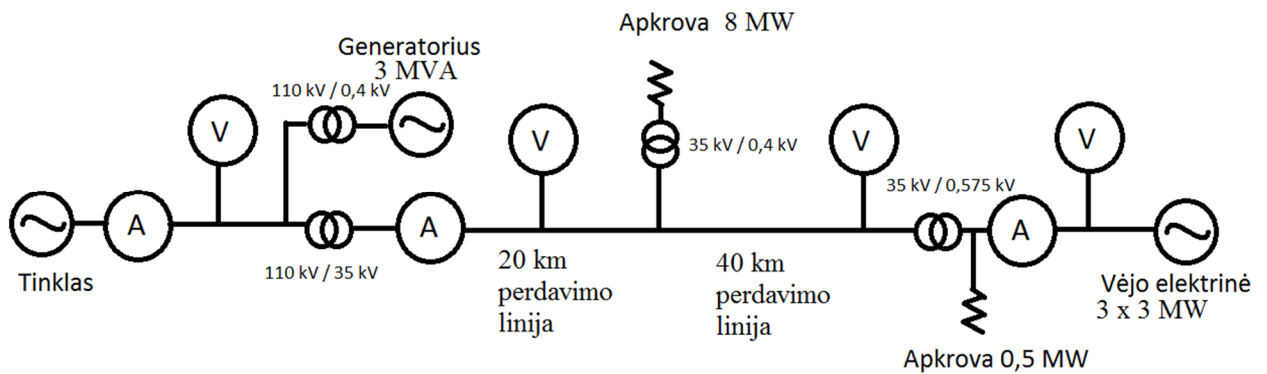 Apkrova 8 MW
Generatorius
3 MVA
110 kV / 0,4 kV
V
V
35 kV / 0,4 kV
V
V
35 kV / 0,575 kV
A
A
A
Tinklas
110 kV / 35 kV
20 km
perdavimo
linija
40 km
perdavimo
linija
Vėjo elektrinė
3 x 3 MW
Apkrova 0,5 MW